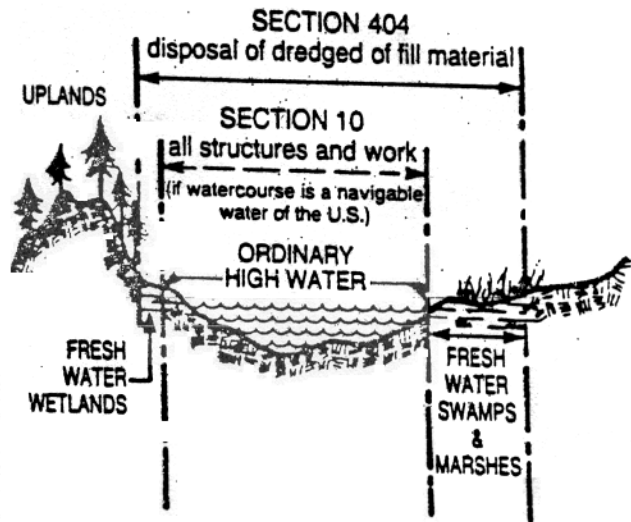 SECTION 404
disposal of dredged of fill material
UPLANDS
SECTION 10
all structures and work
(if watercourse is a navigable
water of the U.S.)
ORDINARY
HIGH WATER
FRESH
WATER
WETLANDS
FRESH
WATER
SWAMPS
&
MARSHES